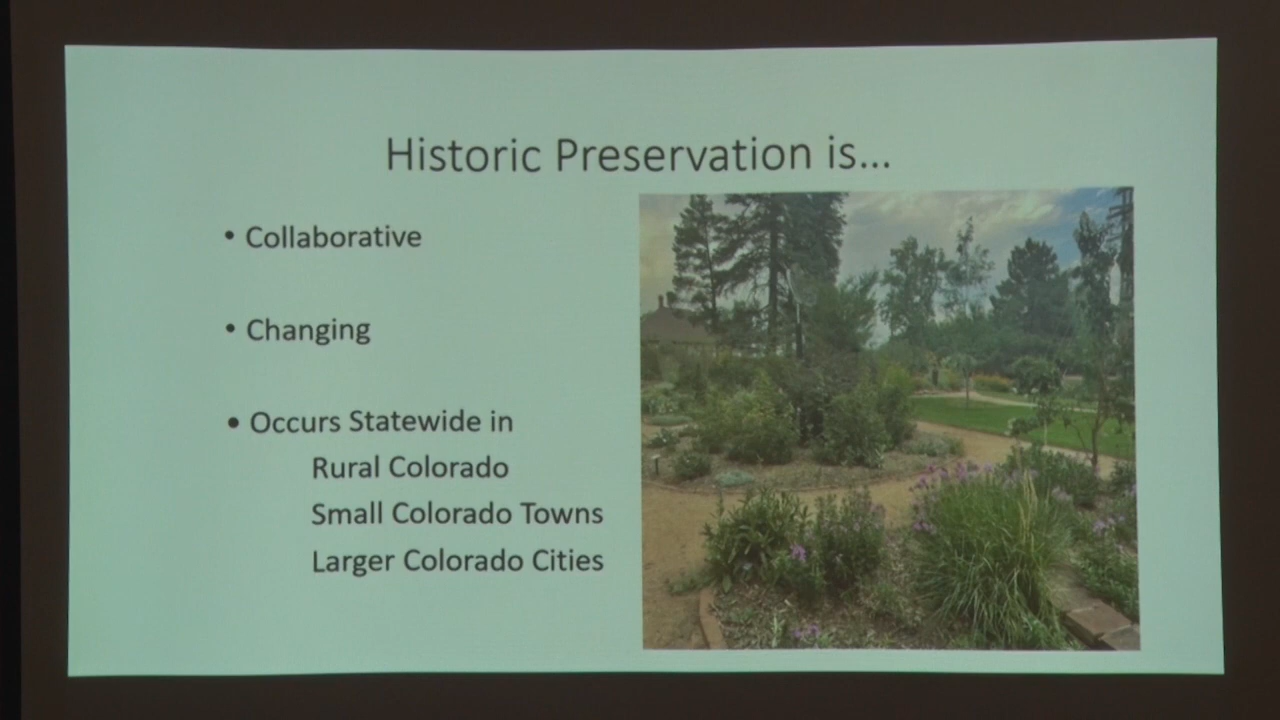 Historic Preservation is...
• Collaborative
• Changing
• Occurs Statewide in
Rural Colorado
Small Colorado Towns
Larger Colorado Cities